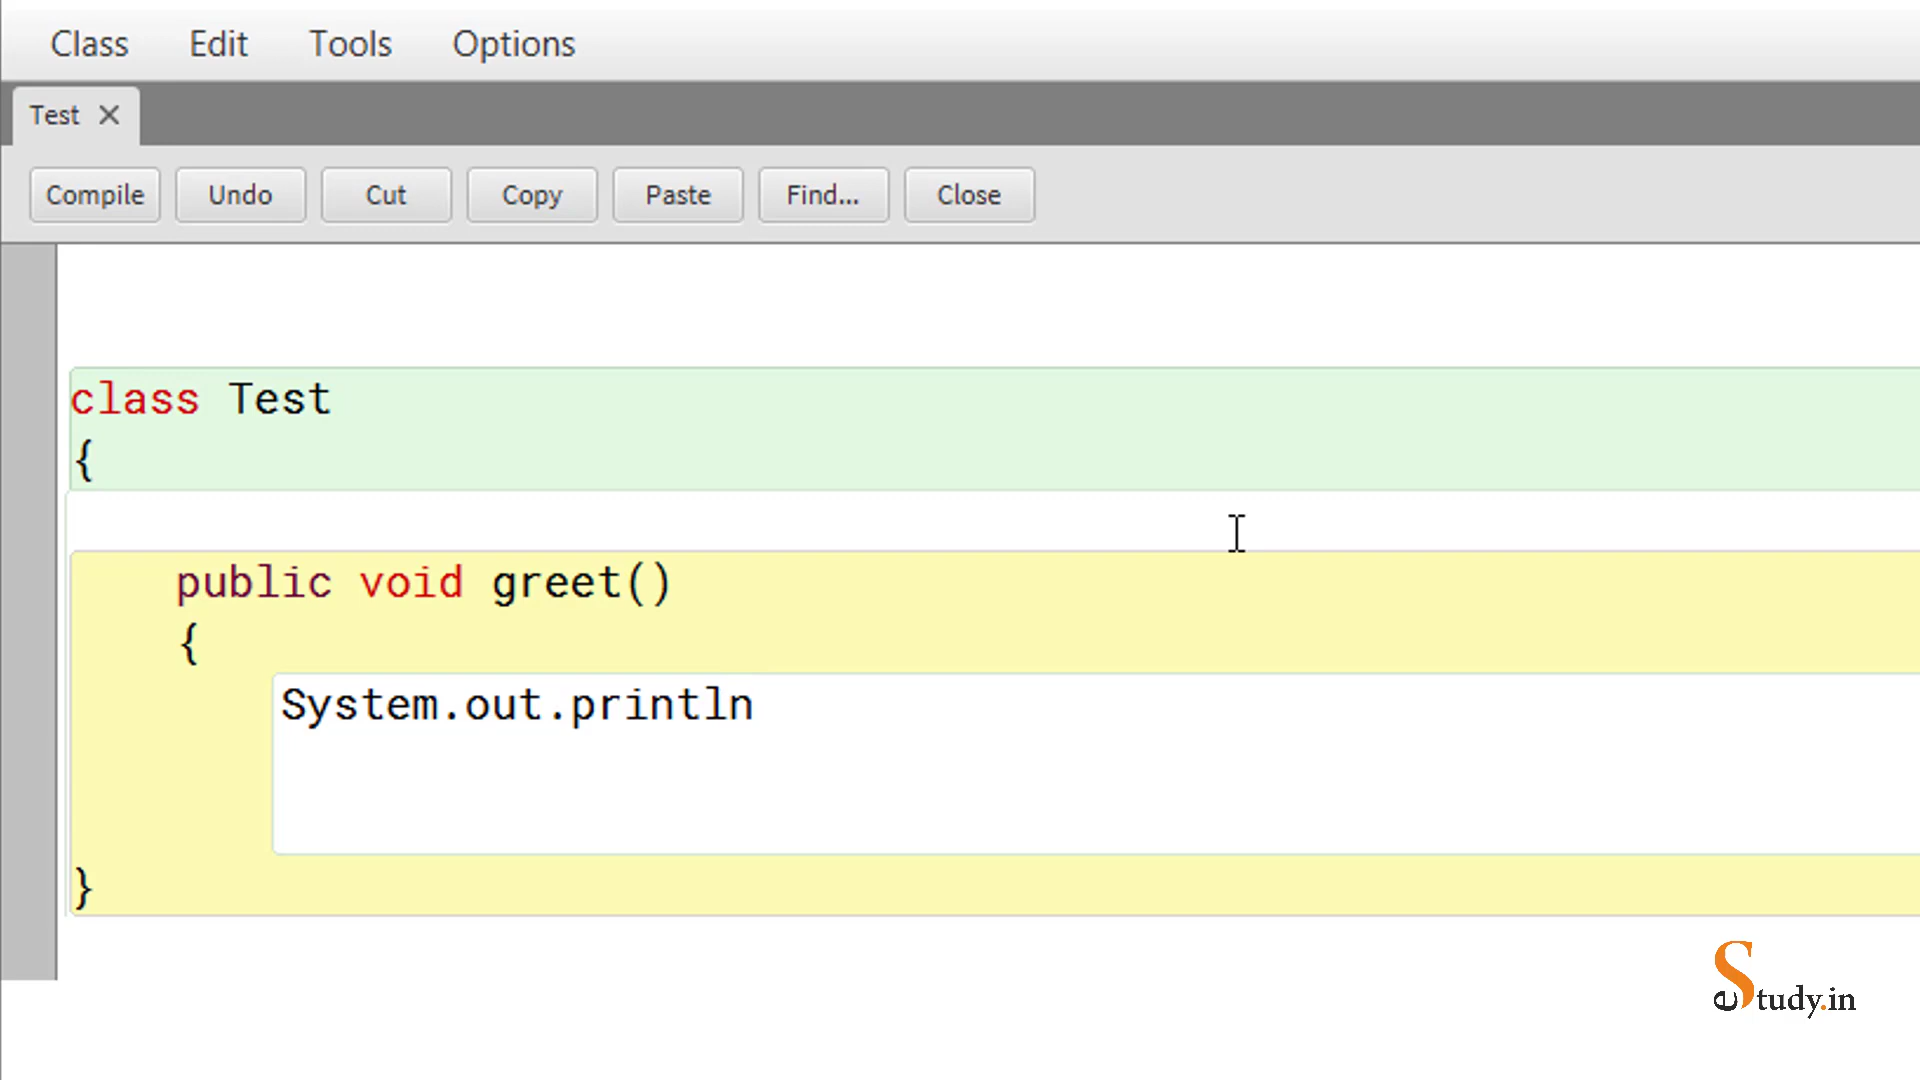 Class Edit Tools Options
Test
Compile Undo Cut Copy Paste Find... Close
class Test
{
public void greet()
{
System.out.println
}
eStudy.in